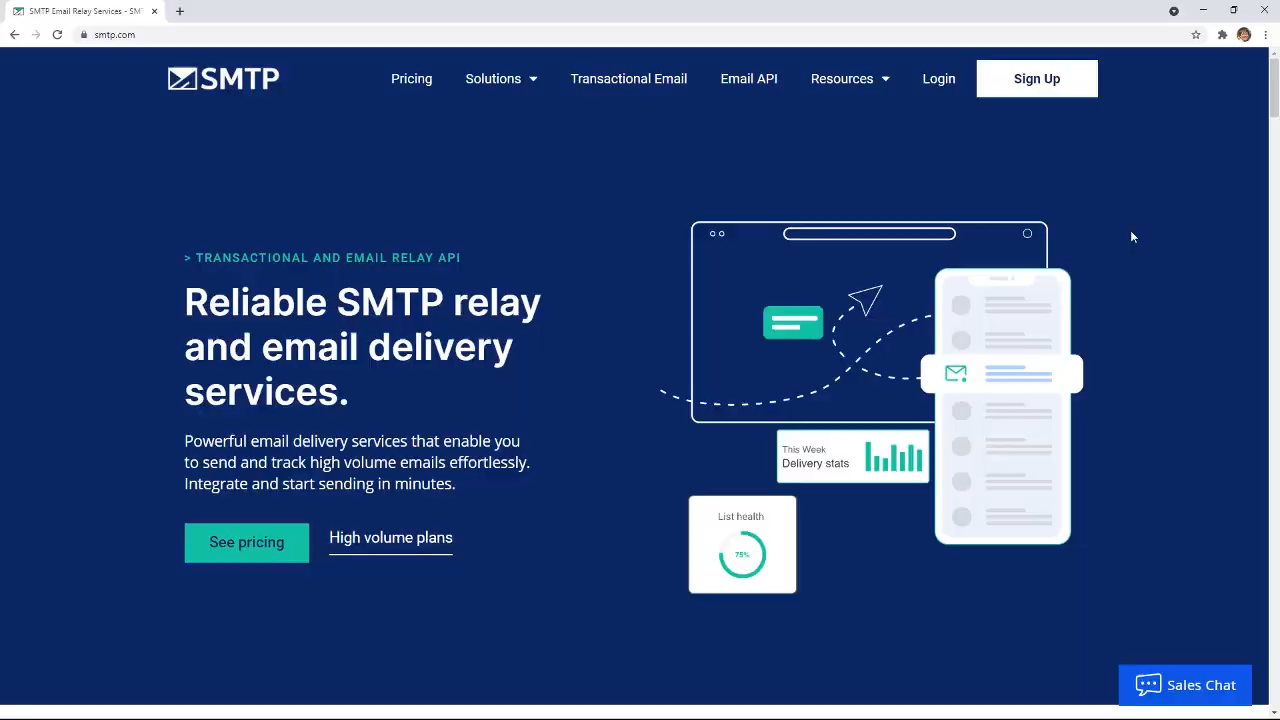 SMTP Email Relay Services - SMT
smtp.com
SMTP
Pricing
Solutions
Transactional Email
Email API
Resources
Login
Sign Up
> TRANSACTIONAL AND EMAIL RELAY API
Reliable SMTP relay
and email delivery
services.
Powerful email delivery services that enable you
to send and track high volume emails effortlessly.
Integrate and start sending in minutes.
See pricing
High volume plans
This Week
Delivery stats
List health
75%
Sales Chat